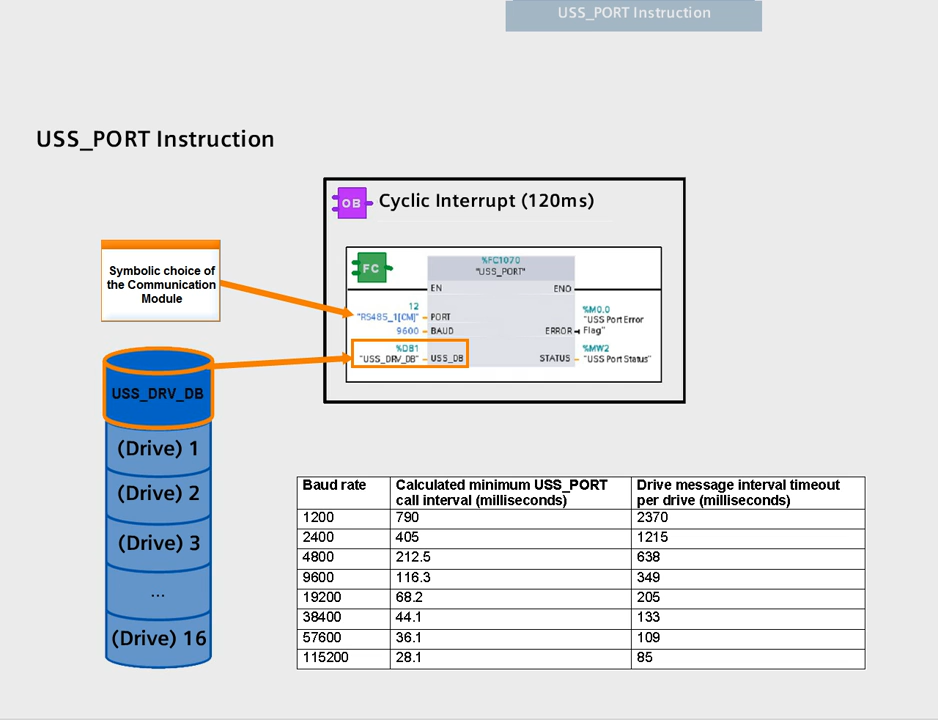 USS_PORT Instruction
USS_PORT Instruction
OB
Cyclic Interrupt (120ms)
Symbolic choice of
the Communication
Module
FC
%FC1070
"USS_PORT"
EN
ENO
12
"RS485_1[CM]"
PORT
9600
BAUD
%DB1
"USS_DRV_DB"
USS_DB
%M0.0
"USS Port Error
ERROR
Flag"
%MW2
STATUS
"USS Port Status"
USS_DRV_DB
(Drive) 1
(Drive) 2
(Drive) 3
...
(Drive) 16
Baud rate Calculated minimum USS_PORT Drive message interval timeout
call interval (milliseconds) per drive (milliseconds)
1200 790 2370
2400 405 1215
4800 212.5 638
9600 116.3 349
19200 68.2 205
38400 44.1 133
57600 36.1 109
115200 28.1 85